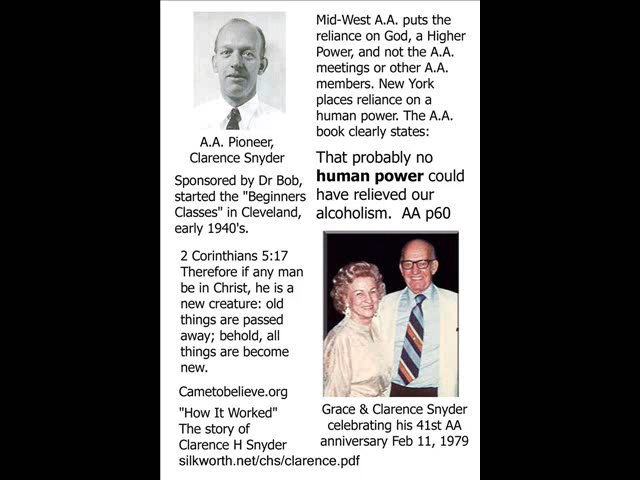 A.A. Pioneer,
Clarence Snyder
Sponsored by Dr Bob,
started the "Beginners
Classes" in Cleveland,
early 1940's.
2 Corinthians 5:17
Therefore if any man
be in Christ, he is a
new creature: old
things are passed
away; behold, all
things are become
new.
Cametobelieve.org
"How It Worked"
The story of
Clarence H Snyder
silkworth.net/chs/clarence.pdf
Mid-West A.A. puts the
reliance on God, a Higher
Power, and not the A.A.
meetings or other A.A.
members. New York
places reliance on a
human power. The A.A.
book clearly states:
That probably no
human power could
have relieved our
alcoholism.  AA p60
Grace & Clarence Snyder
celebrating his 41st AA
anniversary Feb 11, 1979